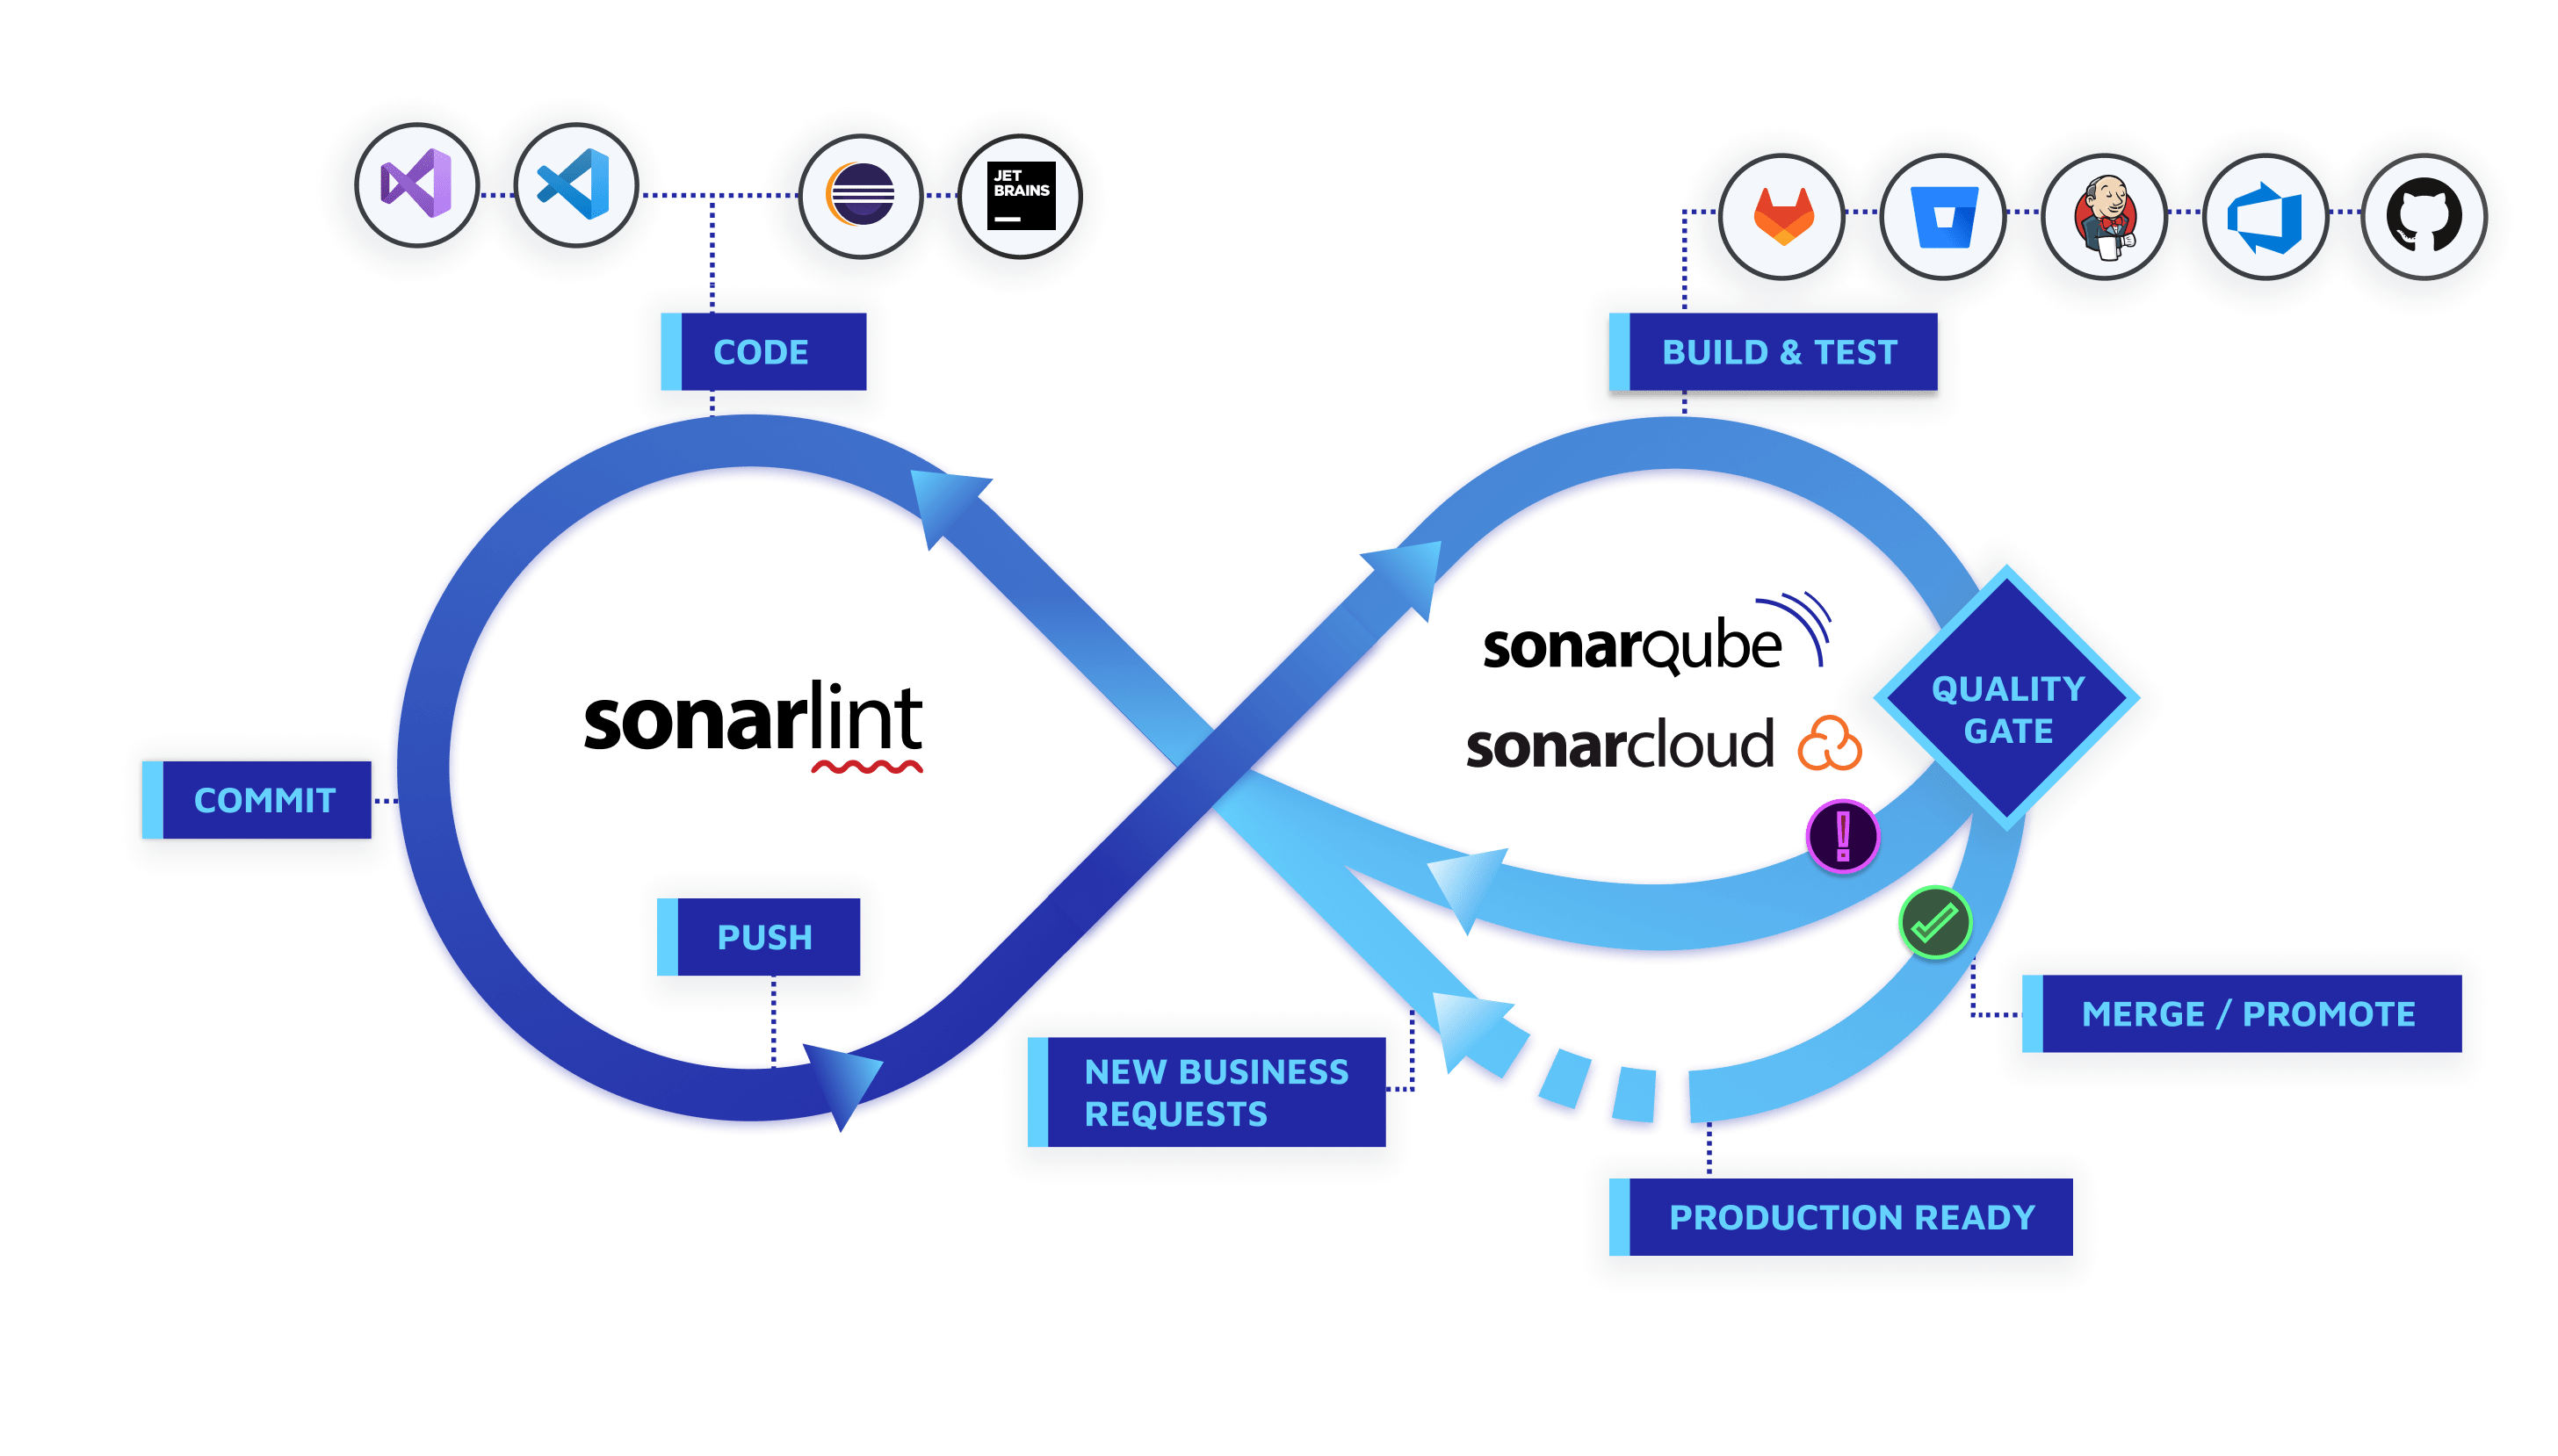 JET
BRAINS
CODE
BUILD & TEST
sonarlint
sonarqube
sonarcloud
QUALITY
GATE
COMMIT
PUSH
NEW BUSINESS
REQUESTS
MERGE / PROMOTE
PRODUCTION READY